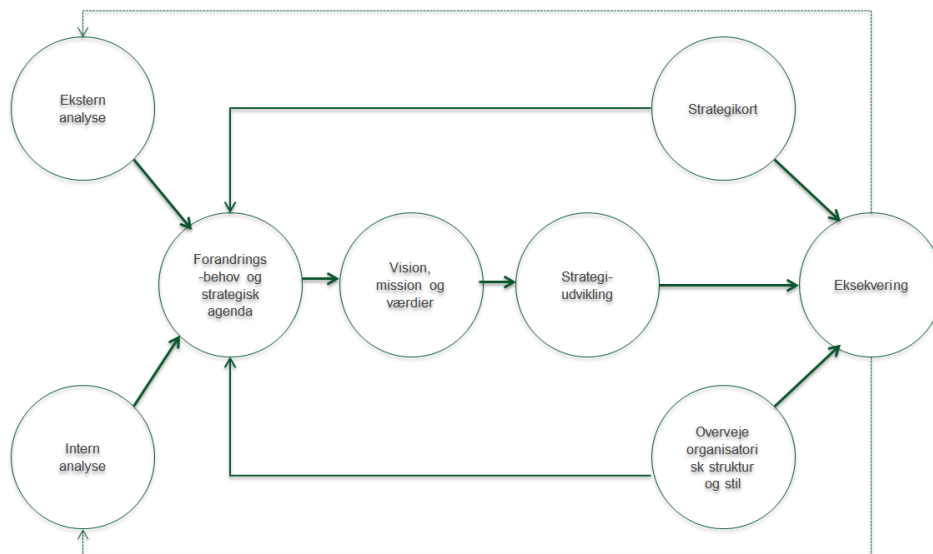 Ekstern
analyse
Strategikort
Forandrings
-behov og
strategisk
agenda
Vision,
mission og
værdier
Strategi-
udvikling
Eksekvering
Intern
analyse
Overveje
organisatori
sk struktur
og stil